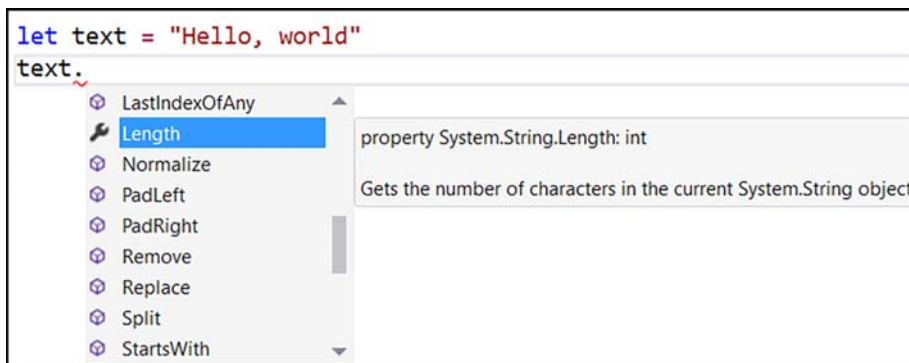 let text = "Hello, world"
text.
LastIndexOfAny
Length
property System.String.Length: int
Normalize
PadLeft
Gets the number of characters in the current System.String object
PadRight
Remove
Replace
Split
StartsWith